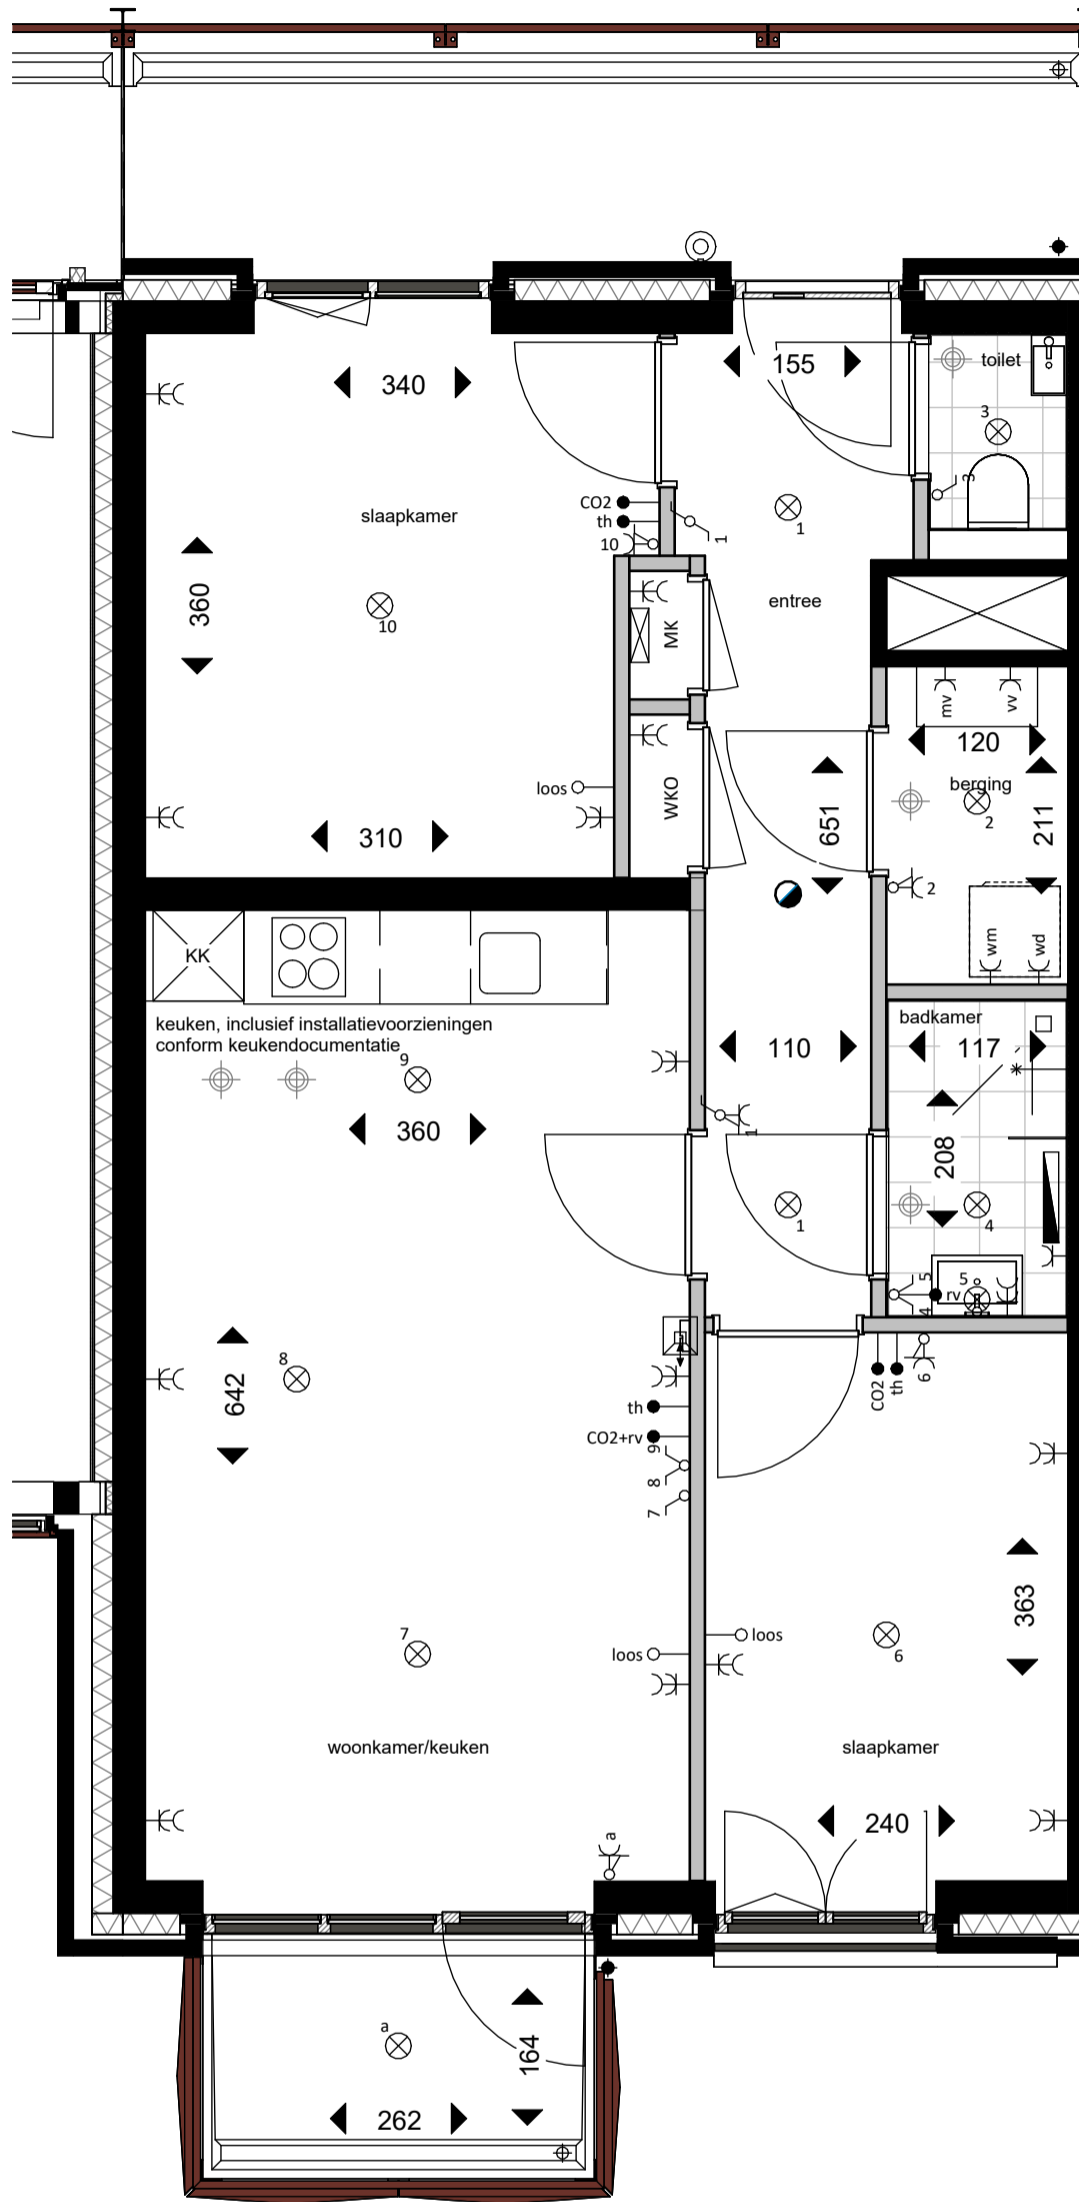 340
155
toilet
3
3
slaapkamer
CO2
th
10
1
1
360
10
entree
MK
mv
vv
120
berging
2
loos
310
WKO
651
211
2
wm
wd
KK
keuken, inclusief installatievoorzieningen
conform keukendocumentatie
9
360
110
1
badkamer
117
208
1
4
5
4
rv
5
642
8
th
CO2+rv
9
8
7
CO2
th
6
363
7
loos
loos
6
woonkamer/keuken
slaapkamer
240
a
a
164
262